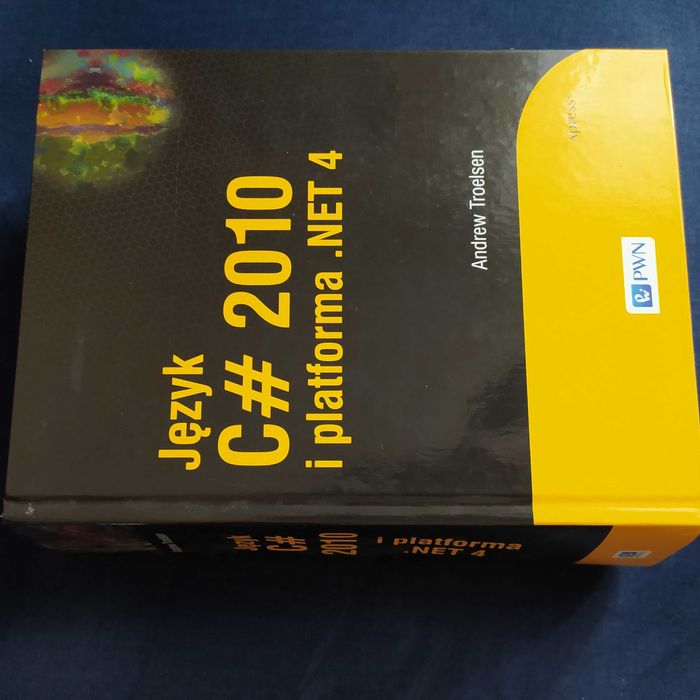 Język
C# 2010
i platforma .NET 4
Andrew Troelsen
Apress
PWN
Język
C#
2010
i platforma
.NET 4